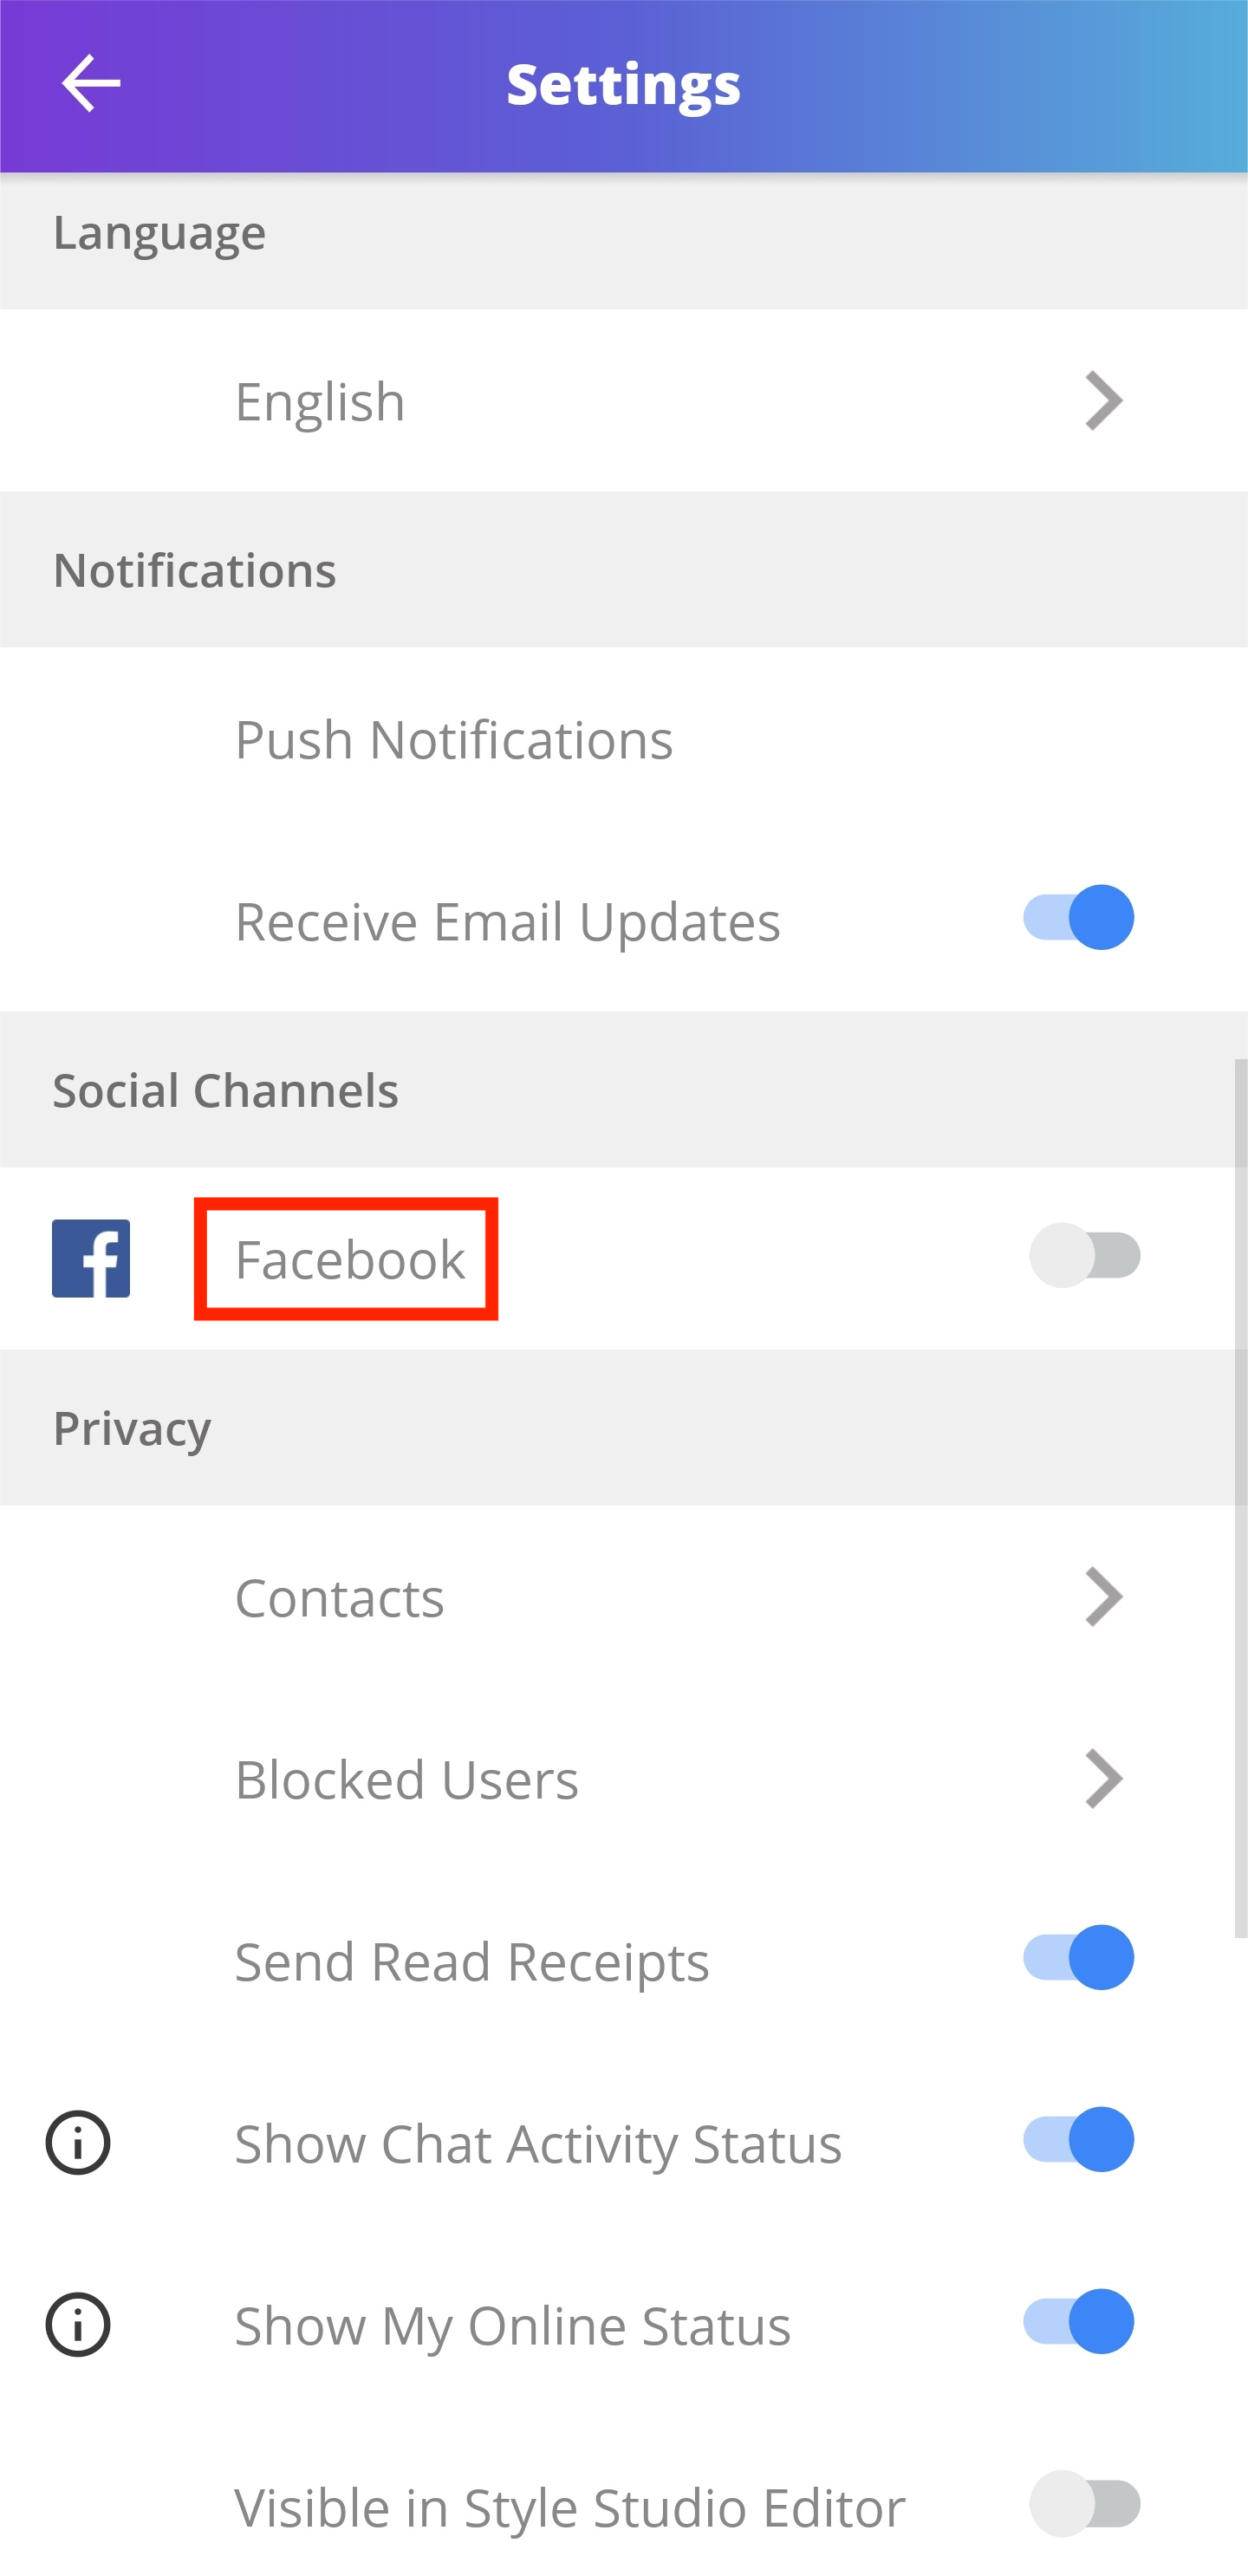 Settings
Language
English
Notifications
Push Notifications
Receive Email Updates
Social Channels
Facebook
Privacy
Contacts
Blocked Users
Send Read Receipts
Show Chat Activity Status
Show My Online Status
Visible in Style Studio Editor